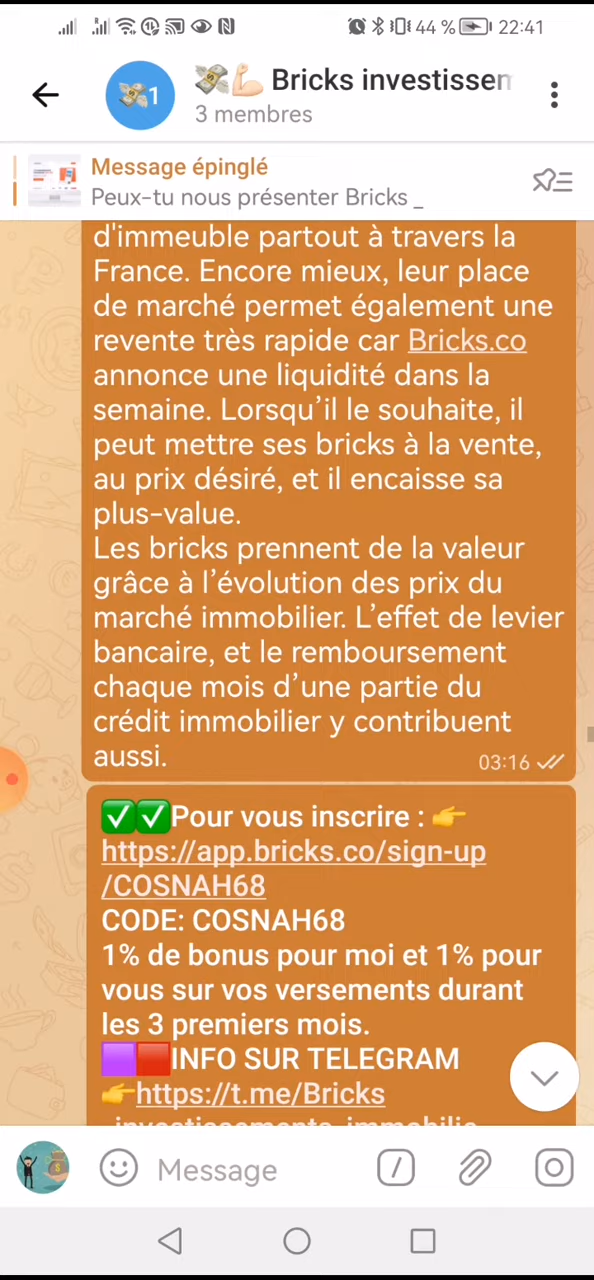 44 % 22:41
💸💪🏻 Bricks investissem
3 membres
💸1
Message épinglé
Peux-tu nous présenter Bricks _
d'immeuble partout à travers la
France. Encore mieux, leur place
de marché permet également une
revente très rapide car Bricks.co
annonce une liquidité dans la
semaine. Lorsqu’il le souhaite, il
peut mettre ses bricks à la vente,
au prix désiré, et il encaisse sa
plus-value.
Les bricks prennent de la valeur
grâce à l’évolution des prix du
marché immobilier. L’effet de levier
bancaire, et le remboursement
chaque mois d’une partie du
crédit immobilier y contribuent
aussi.
03:16
✅✅Pour vous inscrire : 👉
https://app.bricks.co/sign-up
/COSNAH68
CODE: COSNAH68
1% de bonus pour moi et 1% pour
vous sur vos versements durant
les 3 premiers mois.
🟪🟥INFO SUR TELEGRAM
👉https://t.me/Bricks
_investissements_immobilie
Message